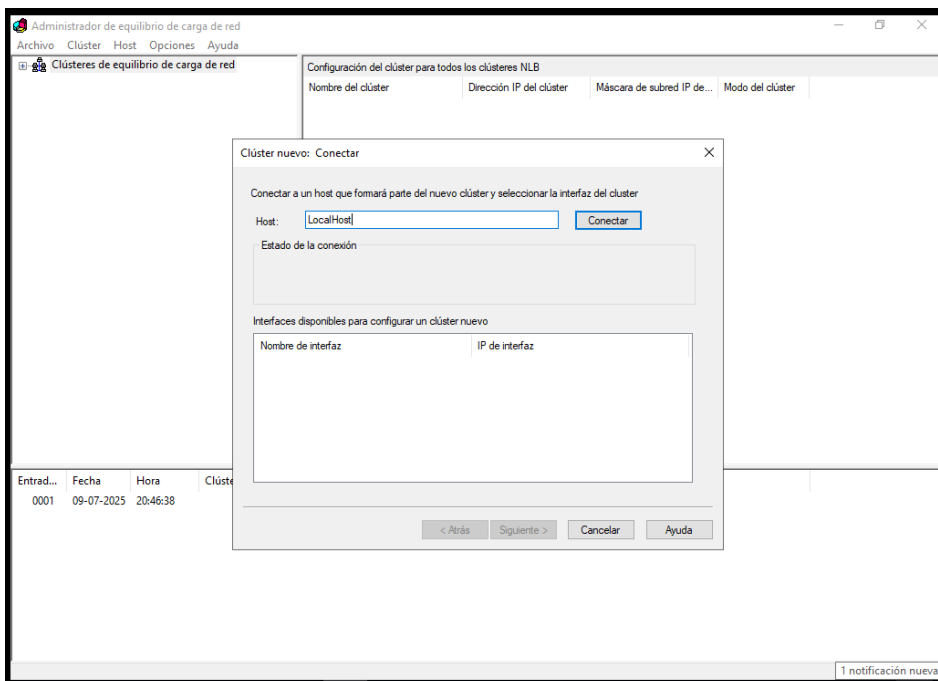 Administrador de equilibrio de carga de red
Archivo Clúster Host Opciones Ayuda
Clústeres de equilibrio de carga de red
Configuración del clúster para todos los clústeres NLB
Nombre del clúster Dirección IP del clúster Máscara de subred IP de... Modo del clúster
Clúster nuevo: Conectar
Conectar a un host que formará parte del nuevo clúster y seleccionar la interfaz del cluster
Host: LocalHost Conectar
Estado de la conexión
Interfaces disponibles para configurar un clúster nuevo
Nombre de interfaz IP de interfaz
< Atrás Siguiente > Cancelar Ayuda
Entrad... Fecha Hora Clúste
0001 09-07-2025 20:46:38
1 notificación nueva